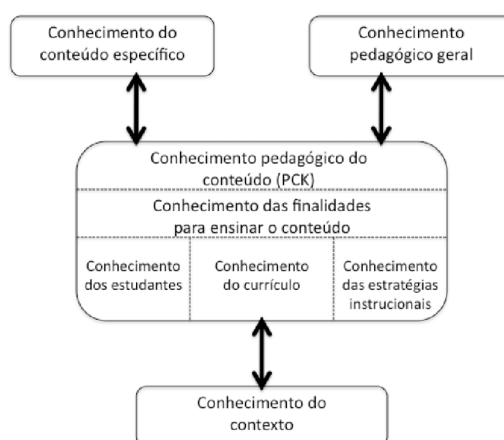 Conhecimento do
conteúdo específico
Conhecimento
pedagógico geral
Conhecimento pedagógico do
conteúdo (PCK)
Conhecimento das finalidades
para ensinar o conteúdo
Conhecimento
dos estudantes
Conhecimento
do currículo
Conhecimento
das estratégias
instrucionais
Conhecimento do
contexto